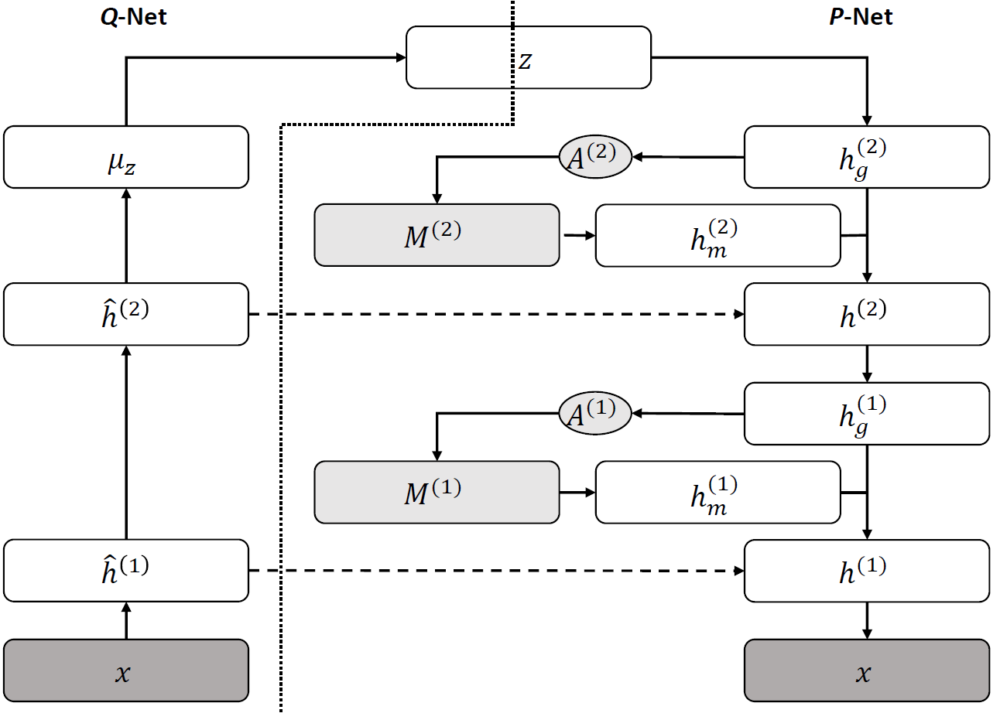 Q-Net
P-Net
z
μ_z
A^(2)
h_g^(2)
M^(2)
h_m^(2)
ĥ^(2)
h^(2)
A^(1)
h_g^(1)
M^(1)
h_m^(1)
ĥ^(1)
h^(1)
x
x